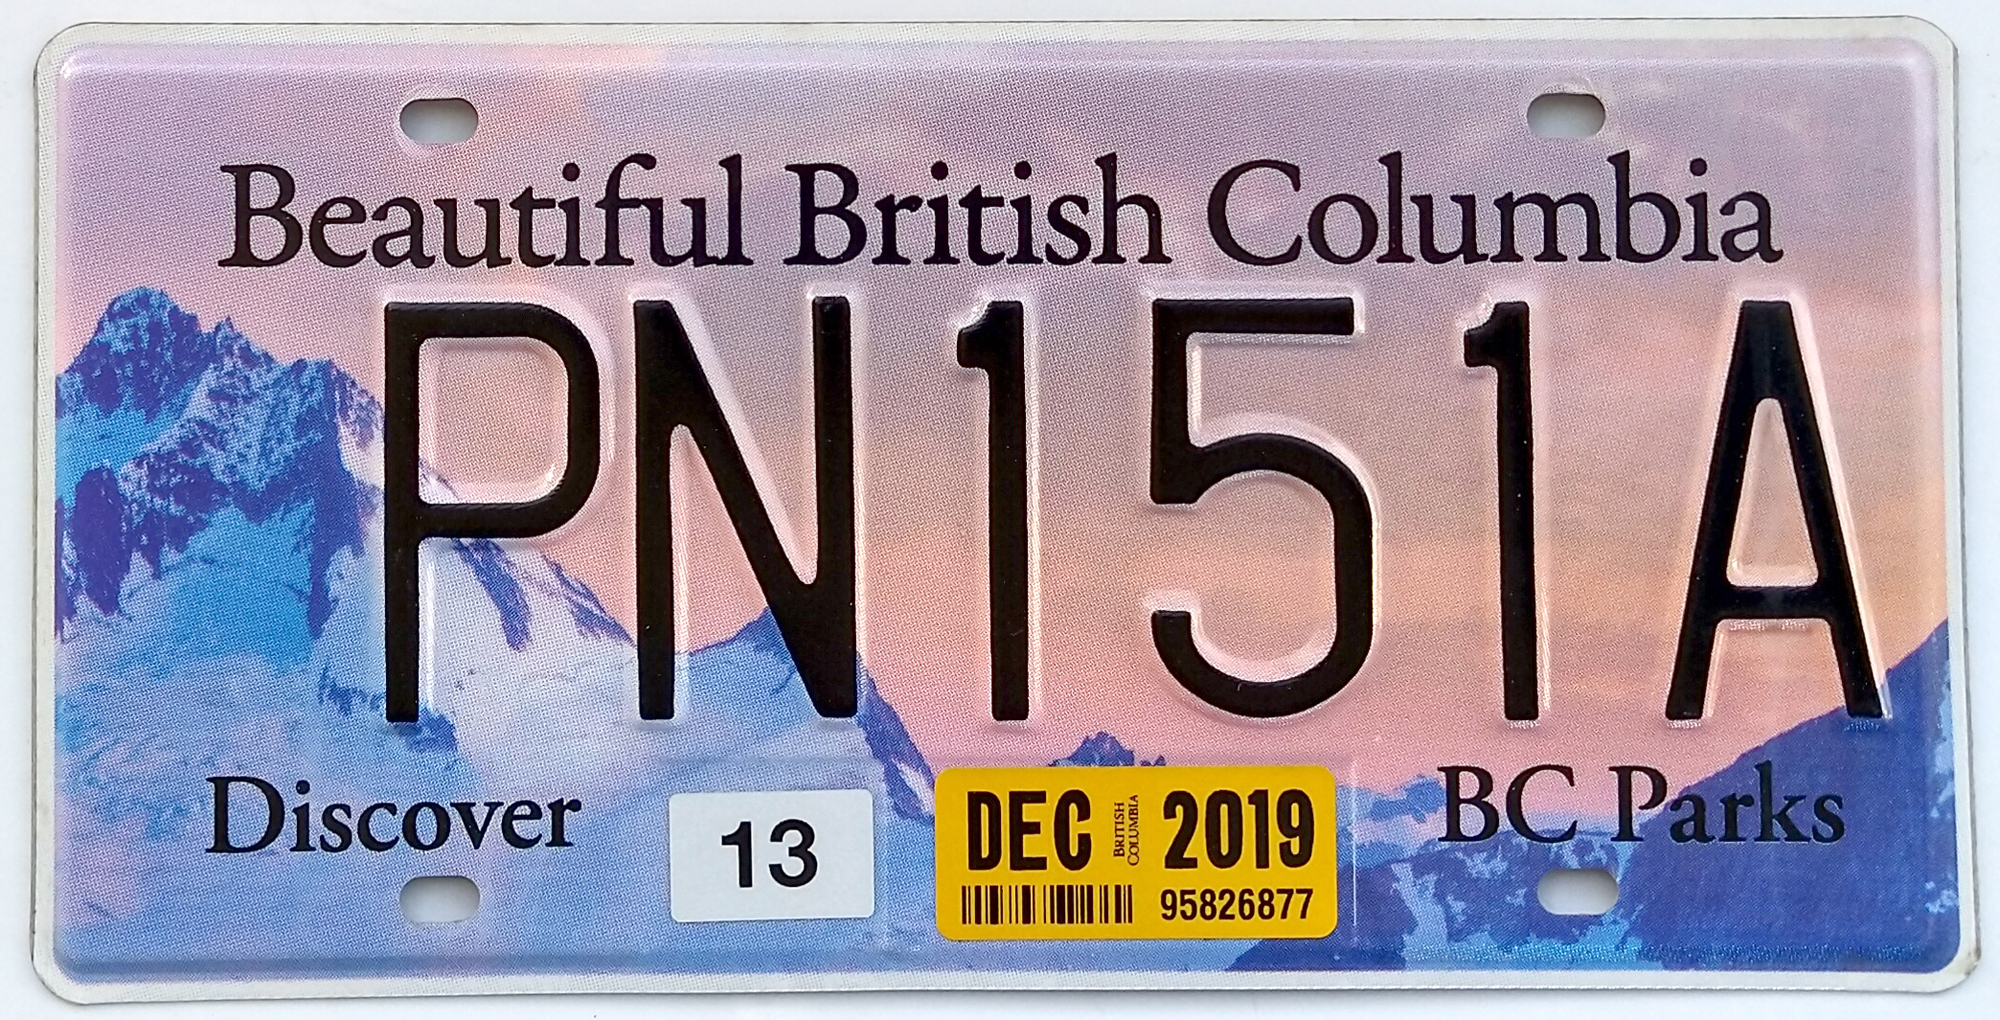 Beautiful British Columbia
PN151A
Discover
13
DEC BRITISH COLUMBIA 2019
95826877
BC Parks